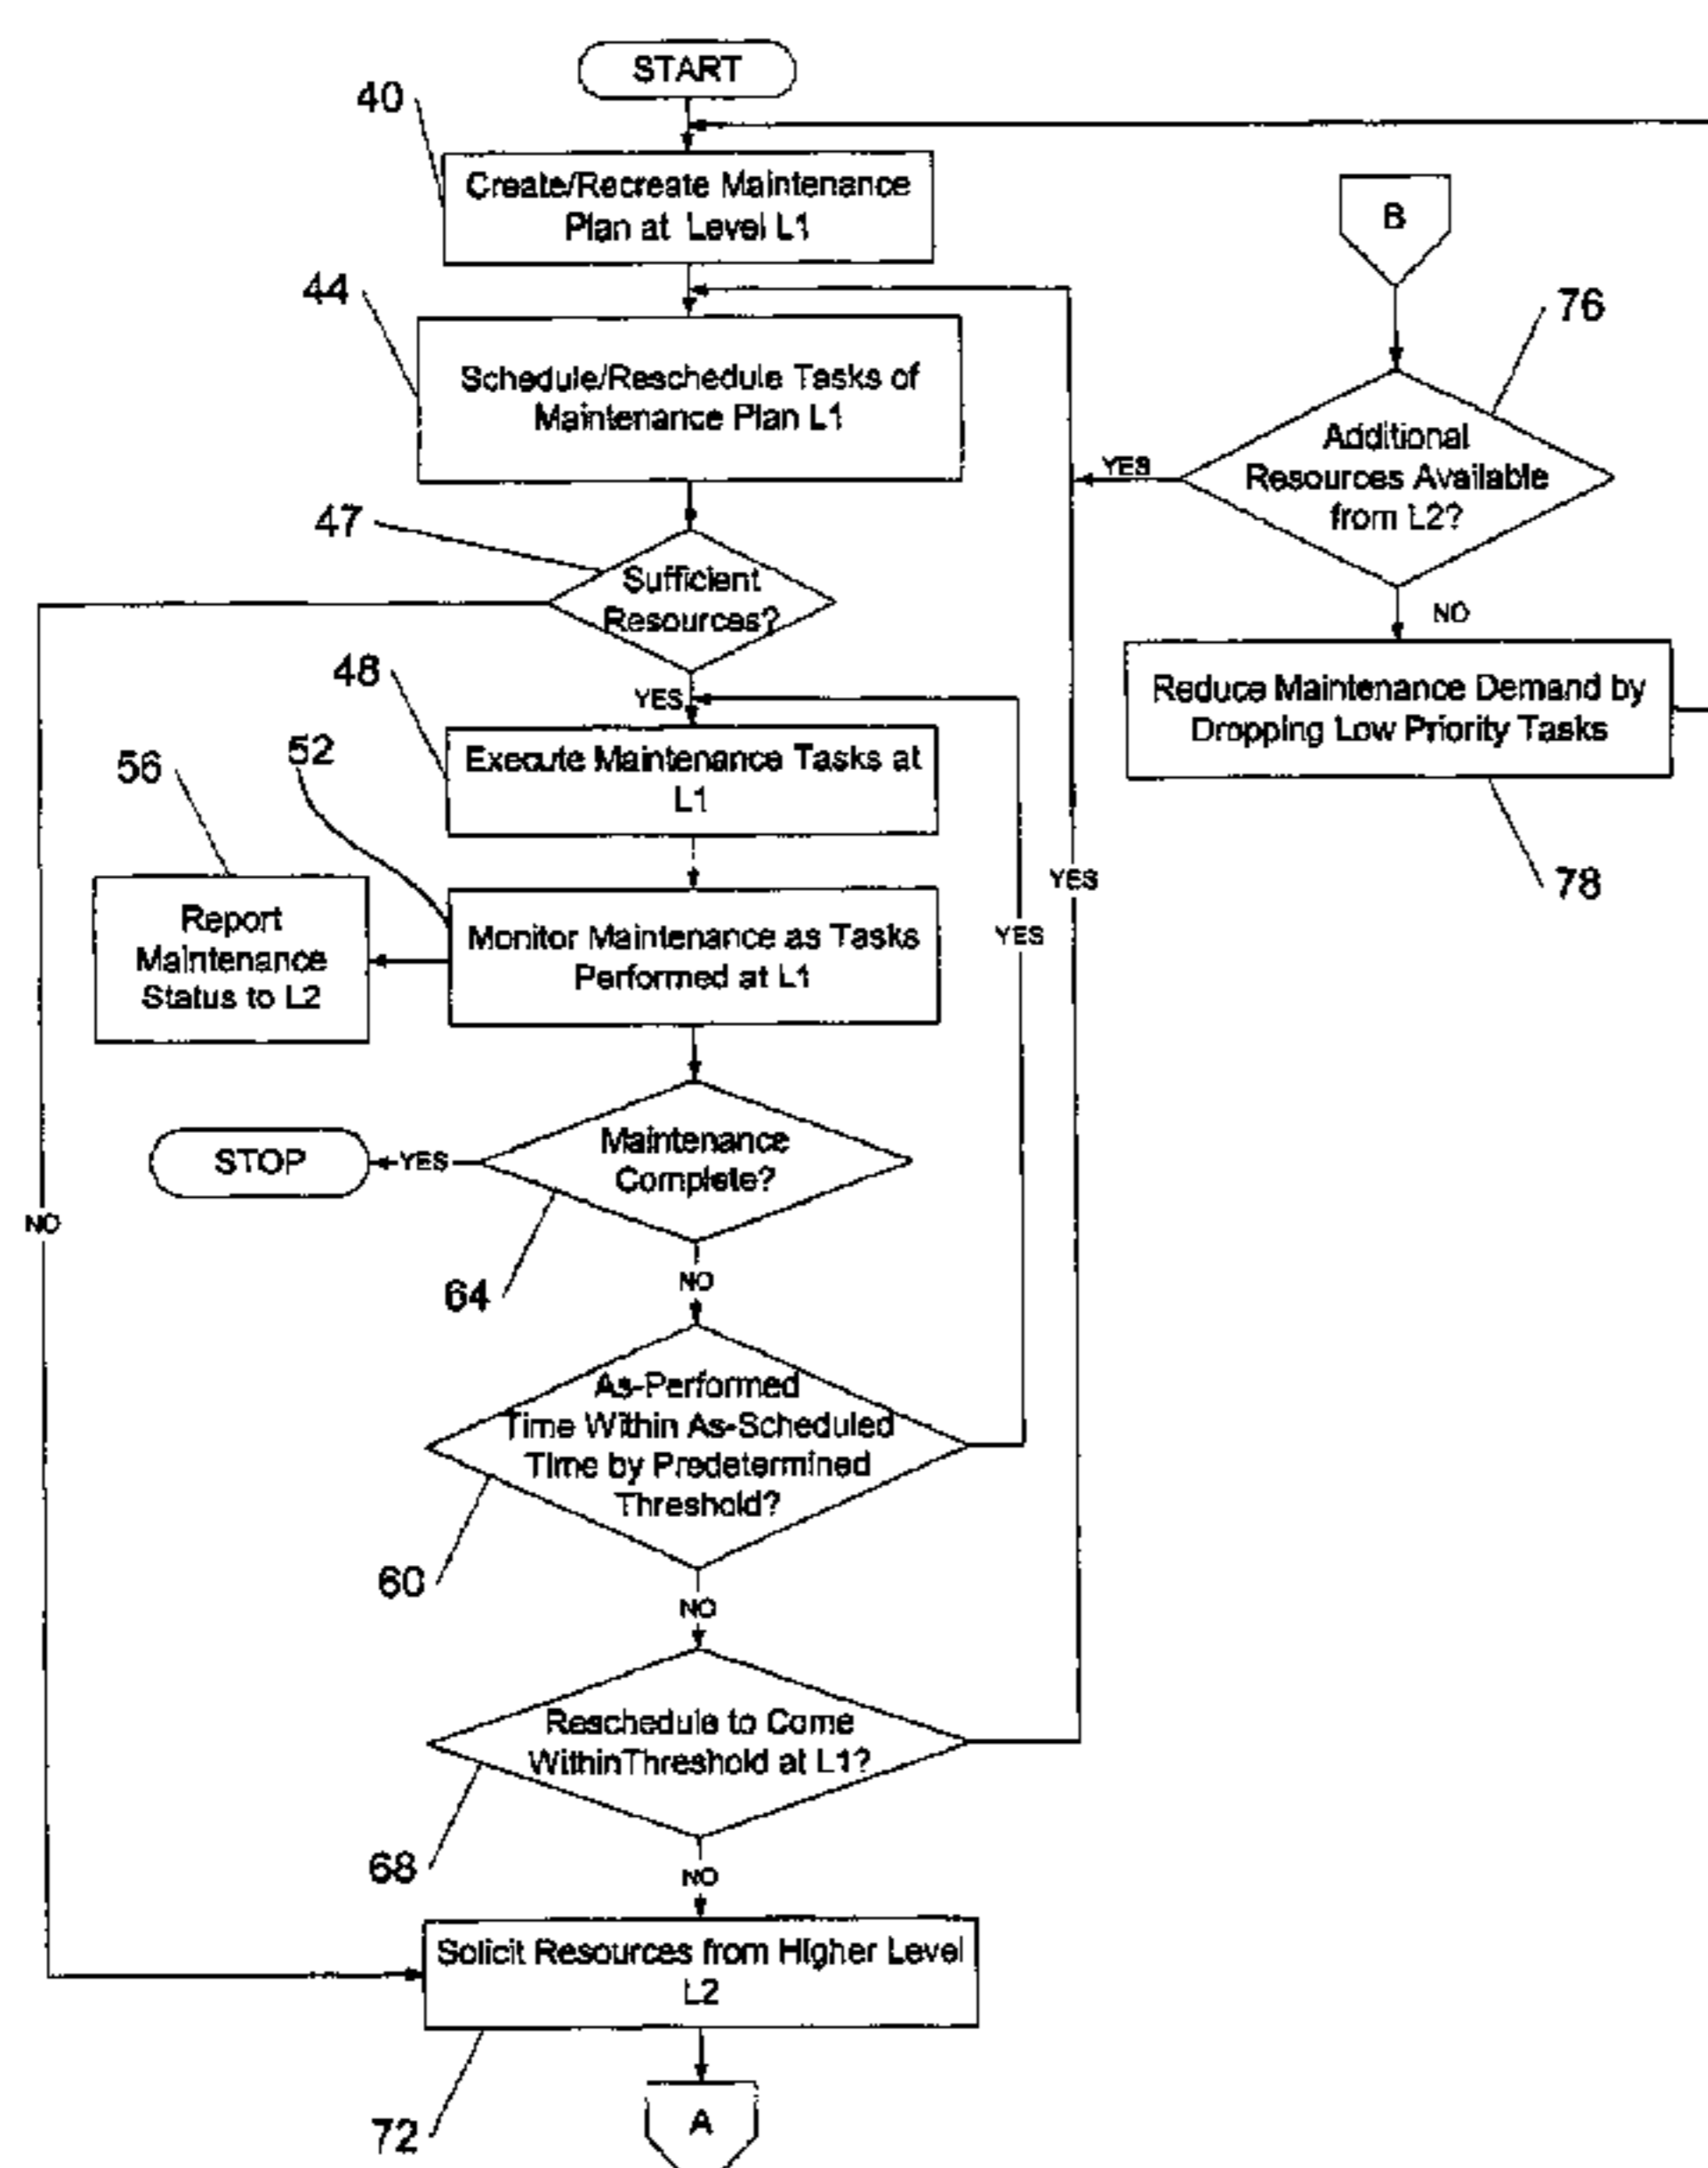 START
40
Create/Recreate Maintenance
Plan at Level L1
B
44
76
Schedule/Reschedule Tasks of
Maintenance Plan L1
Additional
Resources Available
from L2?
YES
47
Sufficient
Resources?
NO
48
YES
Reduce Maintenance Demand by
Dropping Low Priority Tasks
56
52
Execute Maintenance Tasks at
L1
YES
78
Report
Maintenance
Status to L2
Monitor Maintenance as Tasks
Performed at L1
YES
STOP
YES
Maintenance
Complete?
NO
64
NO
As-Performed
Time Within As-Scheduled
Time by Predetermined
Threshold?
60
NO
Reschedule to Come
WithinThreshold at L1?
68
NO
Solicit Resources from Higher Level
L2
72
A